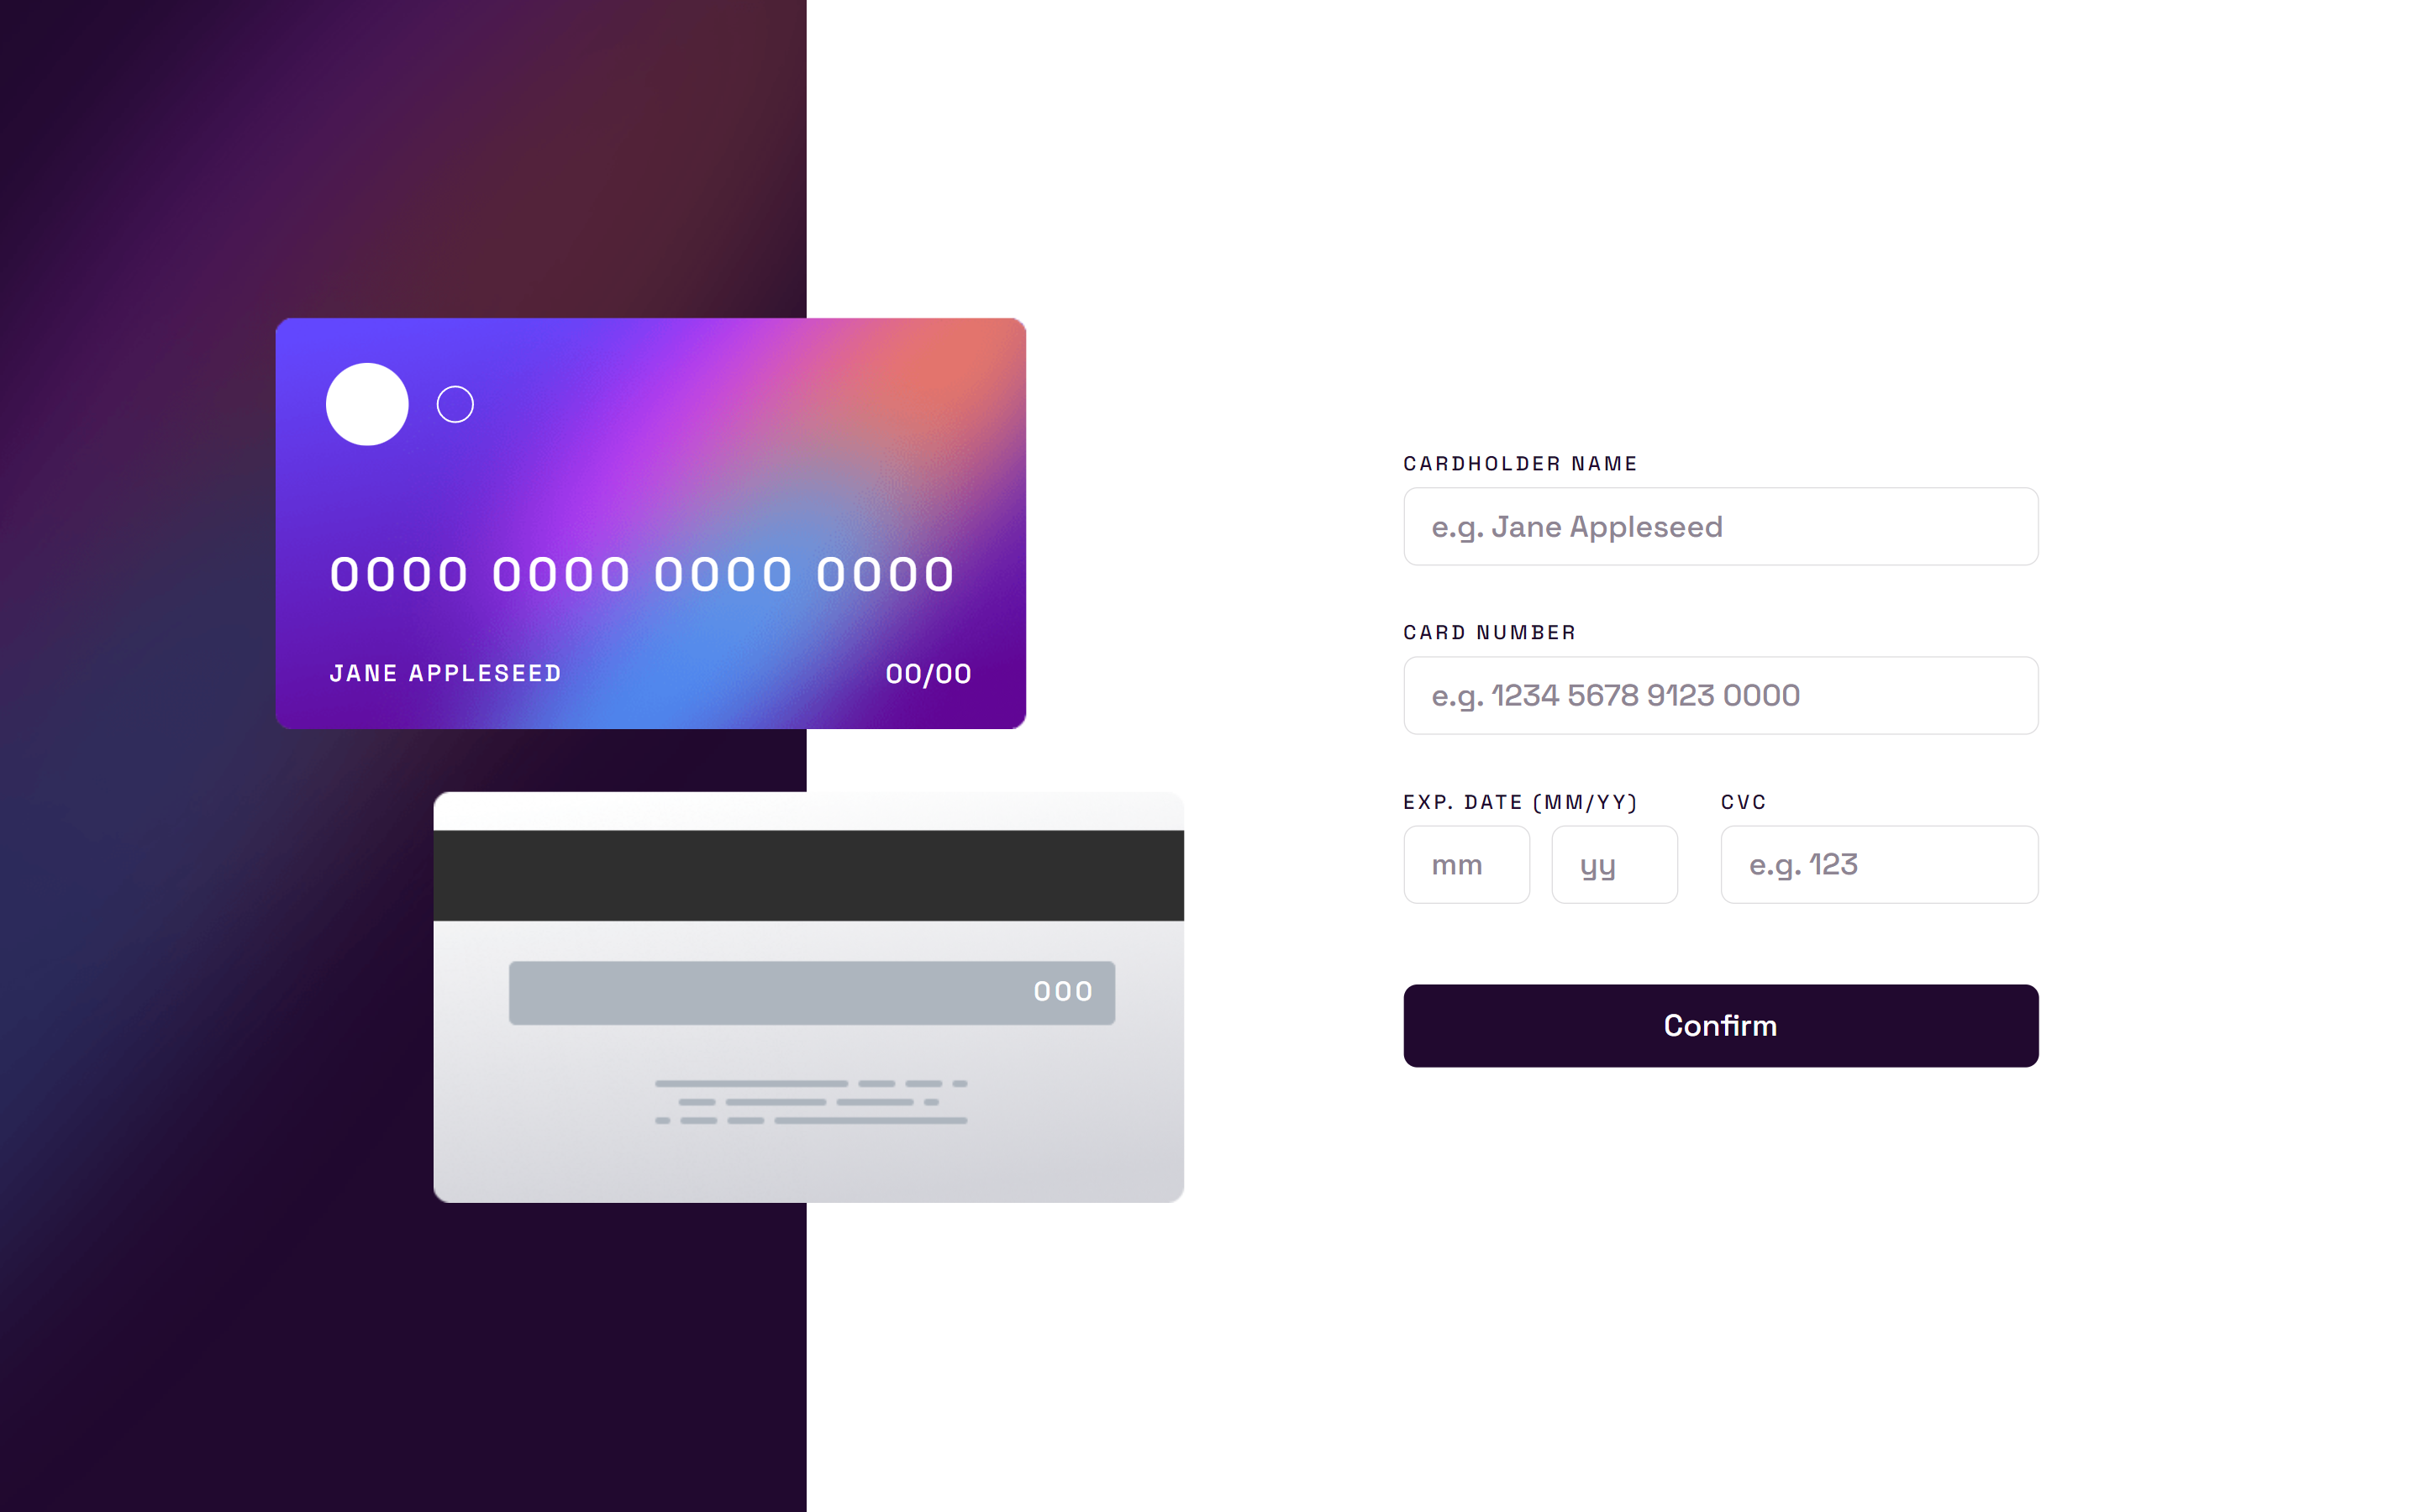 0000 0000 0000 0000
JANE APPLESEED 00/00
000
CARDHOLDER NAME
e.g. Jane Appleseed
CARD NUMBER
e.g. 1234 5678 9123 0000
EXP. DATE (MM/YY) CVC
mm yy e.g. 123
Confirm